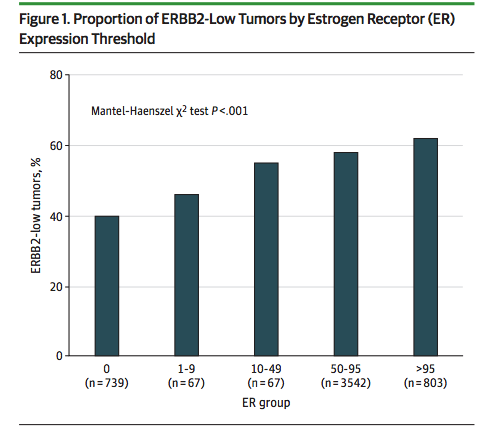 Figure 1. Proportion of ERBB2-Low Tumors by Estrogen Receptor (ER)
Expression Threshold
80
Mantel-Haenszel χ2 test P<.001
60
40
20
0
ERBB2-low tumors, %
0 1-9 10-49 50-95 >95
(n=739) (n=67) (n=67) (n=3542) (n=803)
ER group